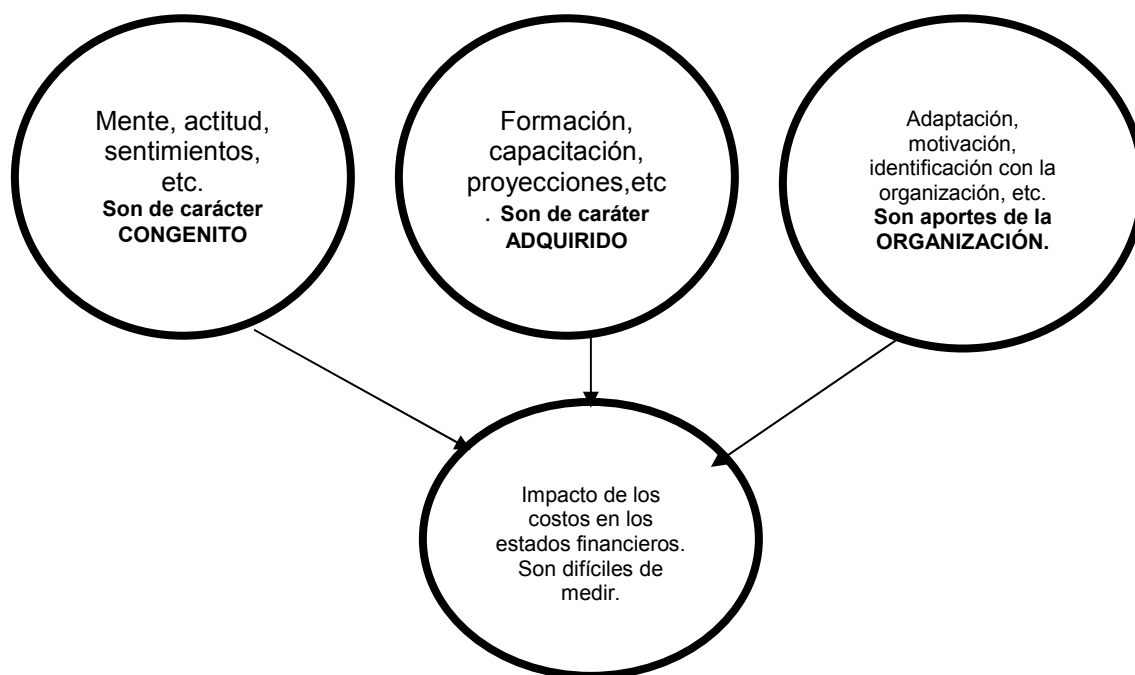 Mente, actitud,
sentimientos,
etc.
Son de carácter
CONGENITO
Formación,
capacitación,
proyecciones,etc
. Son de caráter
ADQUIRIDO
Adaptación,
motivación,
identificación con la
organización, etc.
Son aportes de la
ORGANIZACIÓN.
Impacto de los
costos en los
estados financieros.
Son difíciles de
medir.